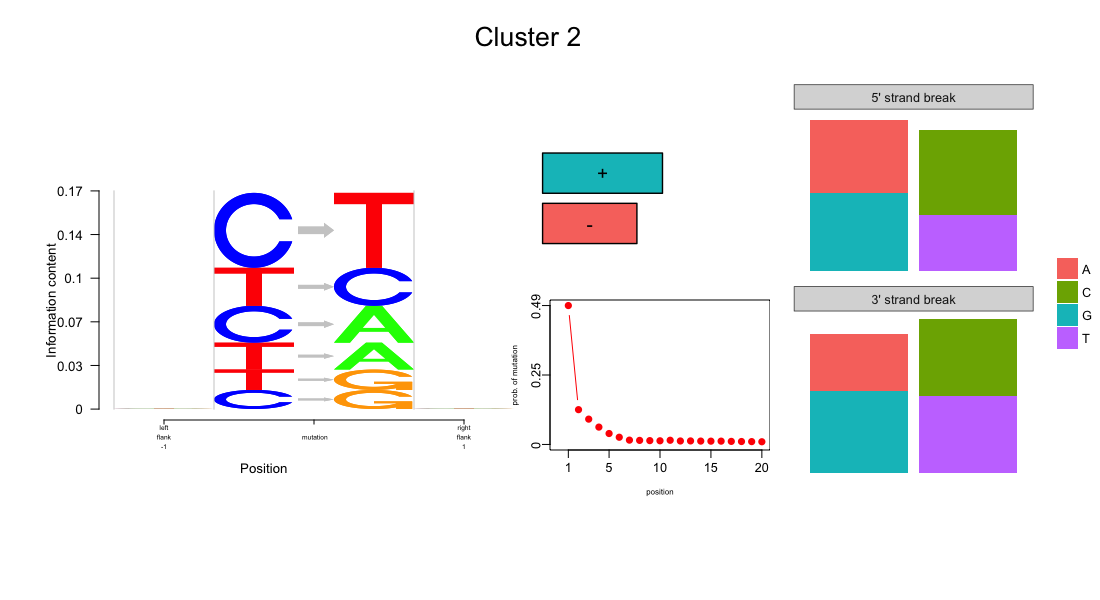 Cluster 2
Information content
0.17
0.14
0.1
0.07
0.03
0
C T
T C
C A
T A
T G
C G
left
flank
-1
mutation
right
flank
1
Position
+
-
prob. of mutation
0.49
0.25
0
1 5 10 15 20
position
5' strand break
3' strand break
A
C
G
T